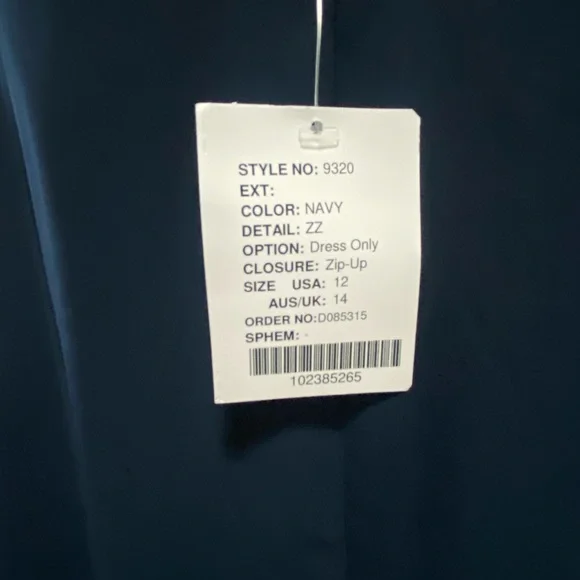 STYLE NO: 9320
EXT:
COLOR: NAVY
DETAIL: ZZ
OPTION: Dress Only
CLOSURE: Zip-Up
SIZE USA: 12
AUS/UK: 14
ORDER NO:D085315
SPHEM: -
102385265